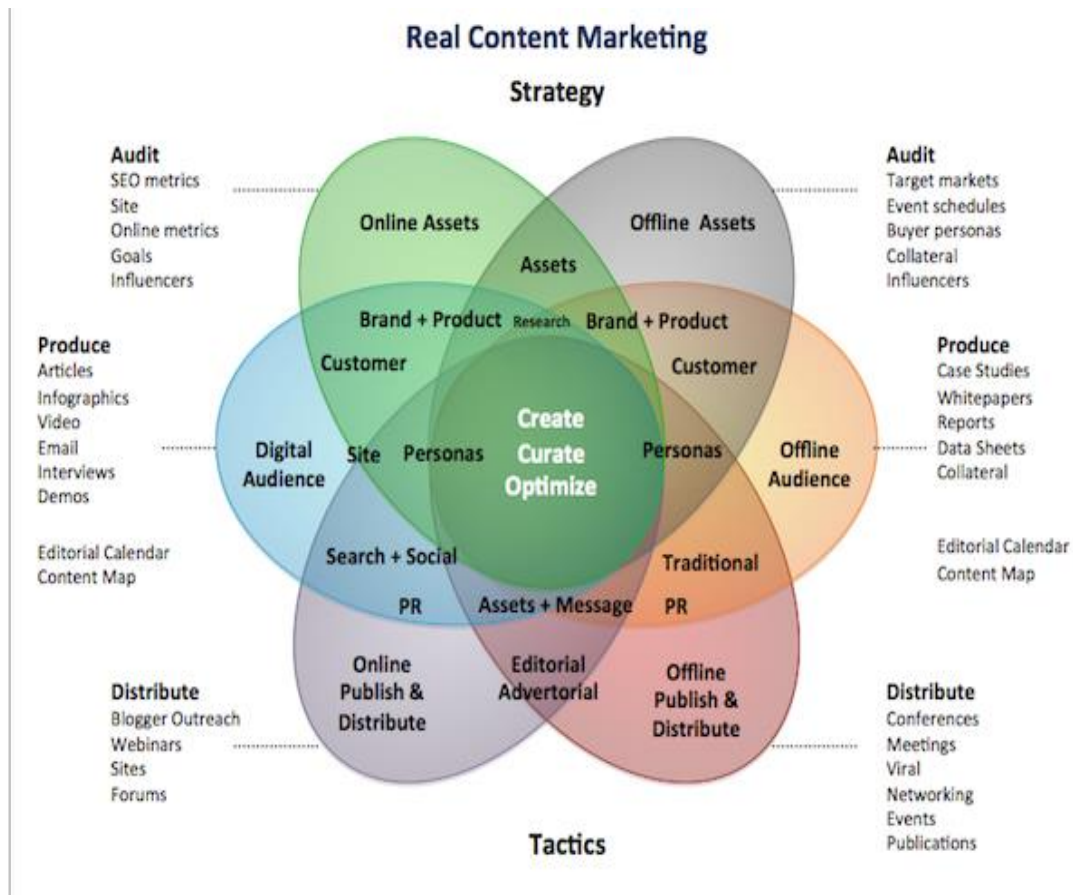 Real Content Marketing
Strategy
Audit
SEO metrics
Site
Online metrics
Goals
Influencers
Audit
Target markets
Event schedules
Buyer personas
Collateral
Influencers
Produce
Articles
Infographics
Video
Email
Interviews
Demos
Editorial Calendar
Content Map
Produce
Case Studies
Whitepapers
Reports
Data Sheets
Collateral
Editorial Calendar
Content Map
Online Assets
Offline Assets
Assets
Brand + Product
Research
Brand + Product
Customer
Customer
Create
Curate
Optimize
Digital
Audience
Site
Personas
Personas
Offline
Audience
Search + Social
Traditional
PR
Assets + Message
PR
Online
Publish &
Distribute
Editorial
Advertorial
Offline
Publish &
Distribute
Distribute
Blogger Outreach
Webinars
Sites
Forums
Distribute
Conferences
Meetings
Viral
Networking
Events
Publications
Tactics